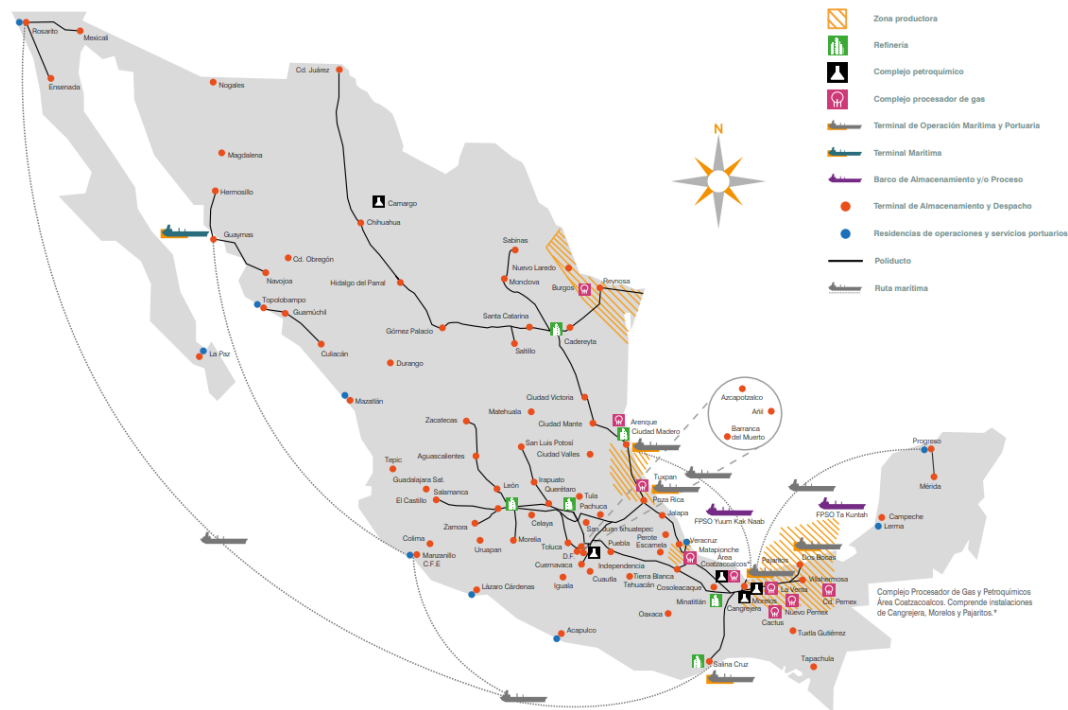 Zona productora
Refinería
Complejo petroquímico
Complejo procesador de gas
Terminal de Operación Marítima y Portuaria
Terminal Marítima
Barco de Almacenamiento y/o Proceso
Terminal de Almacenamiento y Despacho
Residencias de operaciones y servicios portuarios
Poliducto
Ruta marítima
N
Rosarito
Mexicali
Ensenada
Cd. Juárez
Nogales
Magdalena
Hermosillo
Camargo
Chihuahua
Guaymas
Cd. Obregón
Navojoa
Hidalgo del Parral
Sabinas
Nuevo Laredo
Monclova
Burgos
Reynosa
Topolobampo
Guamúchil
Culiacán
Gómez Palacio
Santa Catarina
Saltillo
Cadereyta
La Paz
Durango
Mazatlán
Ciudad Victoria
Matehuala
Ciudad Mante
Arenque
Ciudad Madero
Azcapotzalco
Añil
Barranca
del Muerto
Zacatecas
San Luis Potosí
Ciudad Valles
Aguascalientes
Tepic
Guadalajara Sat.
Salamanca
El Castillo
León
Irapuato
Querétaro
Tula
Pachuca
Tuxpan
Poza Rica
Jalapa
Progreso
Mérida
Campeche
Lerma
FPSO Yuum Kak Naab
FPSO Ta Kuntah
Zamora
Celaya
San Juan Ixhuatepec
Perote
Escamela
Veracruz
Matapionche
Área
Coatzacoalcos*
Pajaritos
Dos Bocas
Colima
Manzanillo
C.F.E
Uruapan
Morelia
Toluca
D.F.
Cuernavaca
Puebla
Independencia
Cuautla
Iguala
Tierra Blanca
Tehuacán
Cosoleacaque
Minatitlán
Cangrejera
Morelos
La Venta
Villahermosa
Cd. Pemex
Nuevo Pemex
Cactus
Lázaro Cárdenas
Oaxaca
Acapulco
Tuxtla Gutiérrez
Salina Cruz
Tapachula
Complejo Procesador de Gas y Petroquímicos
Área Coatzacoalcos. Comprende instalaciones
de Cangrejera, Morelos y Pajaritos.*